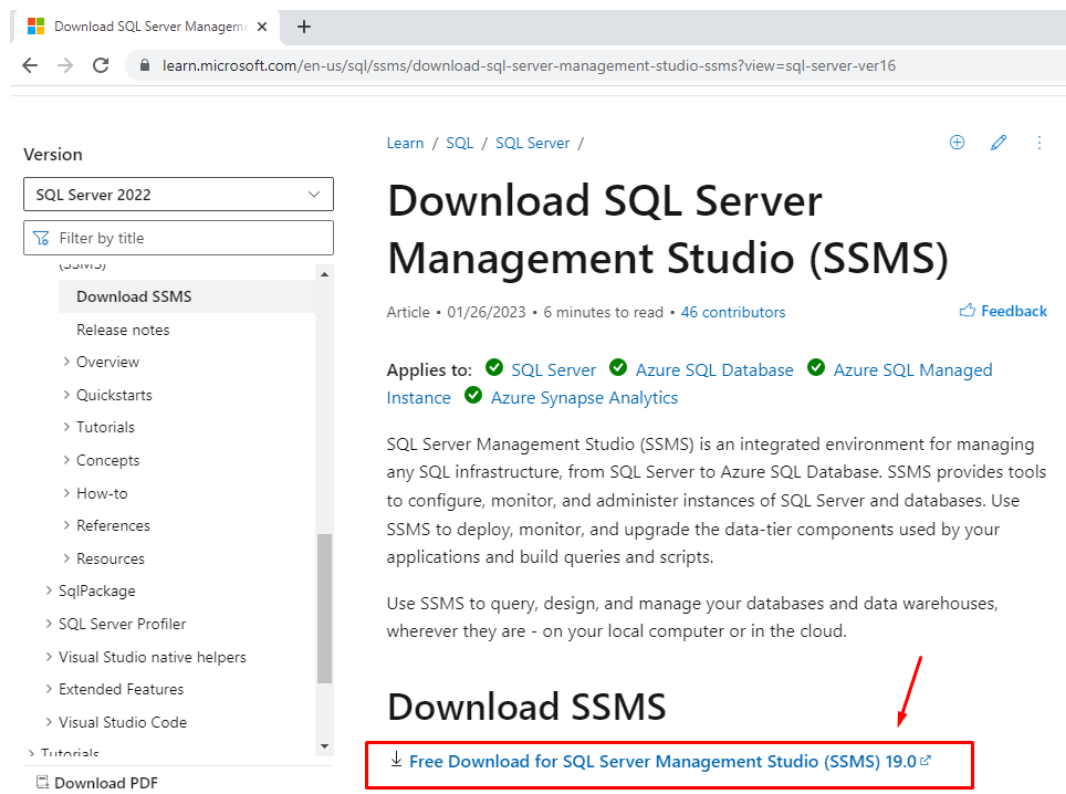 Download SQL Server Manageme
learn.microsoft.com/en-us/sql/ssms/download-sql-server-management-studio-ssms?view=sql-server-ver16
Version
SQL Server 2022
Filter by title
(SSMS)
Download SSMS
Release notes
Overview
Quickstarts
Tutorials
Concepts
How-to
References
Resources
SqlPackage
SQL Server Profiler
Visual Studio native helpers
Extended Features
Visual Studio Code
Tutorials
Download PDF
Learn / SQL / SQL Server /
Download SQL Server
Management Studio (SSMS)
Article • 01/26/2023 • 6 minutes to read • 46 contributors
Feedback
Applies to: SQL Server Azure SQL Database Azure SQL Managed
Instance Azure Synapse Analytics
SQL Server Management Studio (SSMS) is an integrated environment for managing
any SQL infrastructure, from SQL Server to Azure SQL Database. SSMS provides tools
to configure, monitor, and administer instances of SQL Server and databases. Use
SSMS to deploy, monitor, and upgrade the data-tier components used by your
applications and build queries and scripts.
Use SSMS to query, design, and manage your databases and data warehouses,
wherever they are - on your local computer or in the cloud.
Download SSMS
Free Download for SQL Server Management Studio (SSMS) 19.0